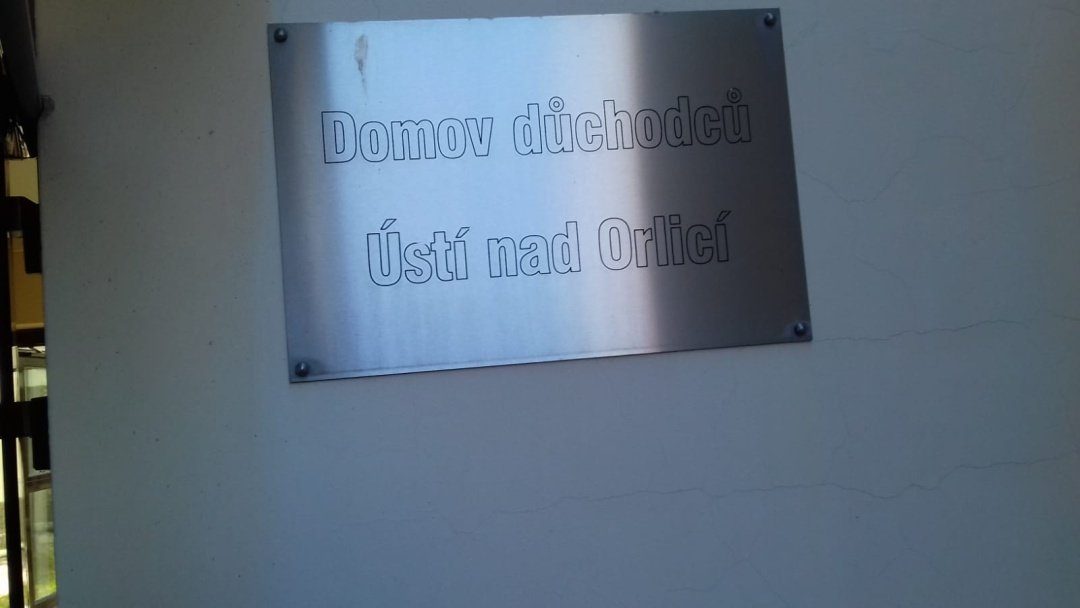 Domov důchodců
Ústí nad Orlicí